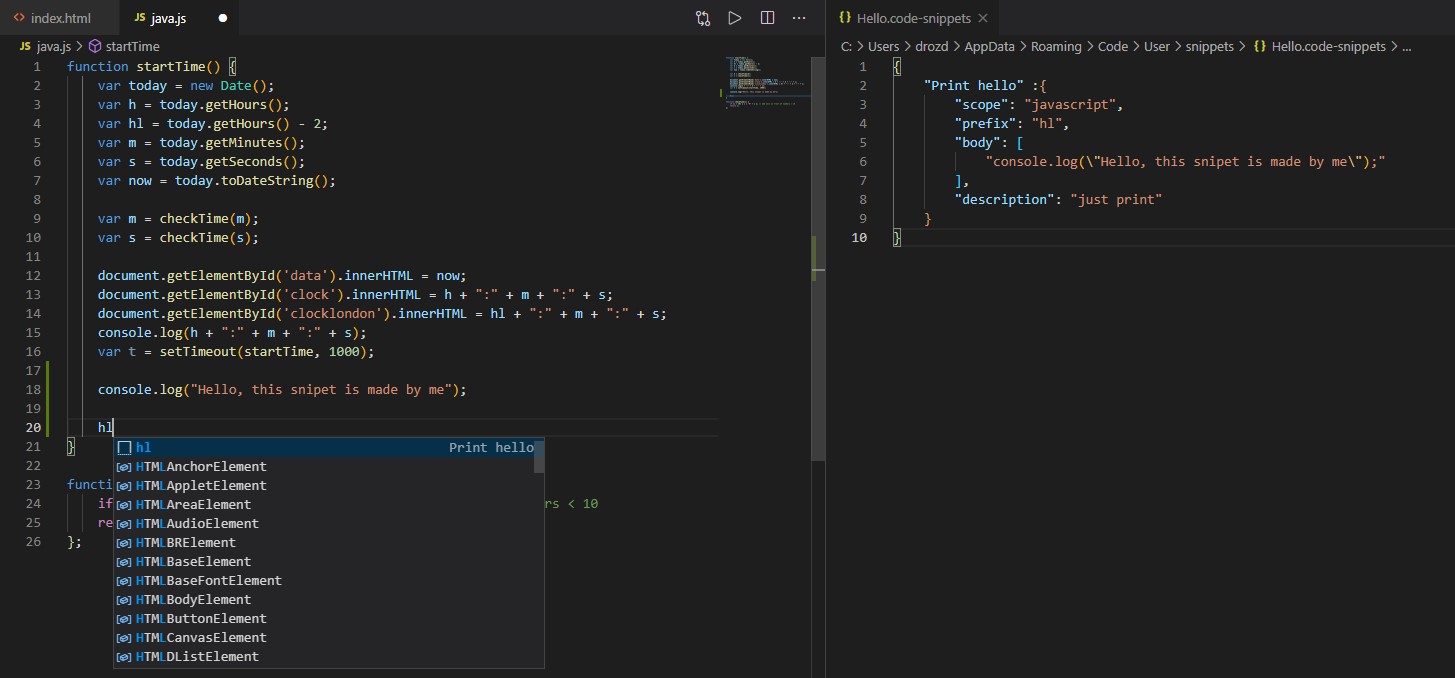 index.html
JS java.js
JS java.js > startTime
1 function startTime() {
2 var today = new Date();
3 var h = today.getHours();
4 var hl = today.getHours() - 2;
5 var m = today.getMinutes();
6 var s = today.getSeconds();
7 var now = today.toDateString();
8
9 var m = checkTime(m);
10 var s = checkTime(s);
11
12 document.getElementById('data').innerHTML = now;
13 document.getElementById('clock').innerHTML = h + ":" + m + ":" + s;
14 document.getElementById('clocklondon').innerHTML = hl + ":" + m + ":" + s;
15 console.log(h + ":" + m + ":" + s);
16 var t = setTimeout(startTime, 1000);
17
18 console.log("Hello, this snipet is made by me");
19
20 hl
21 }
hl Print hello
22
HTMLAnchorElement
23 functi
HTMLAppletElement
24 if
HTMLAreaElement
rs < 10
25 re
HTMLAudioElement
26 };
HTMLBRElement
HTMLBaseElement
HTMLBaseFontElement
HTMLBodyElement
HTMLButtonElement
HTMLCanvasElement
HTMLDListElement
{} Hello.code-snippets
C: > Users > drozd > AppData > Roaming > Code > User > snippets > {} Hello.code-snippets > ...
1 {
2 "Print hello" :{
3 "scope": "javascript",
4 "prefix": "hl",
5 "body": [
6 "console.log(\"Hello, this snipet is made by me\");"
7 ],
8 "description": "just print"
9 }
10 }